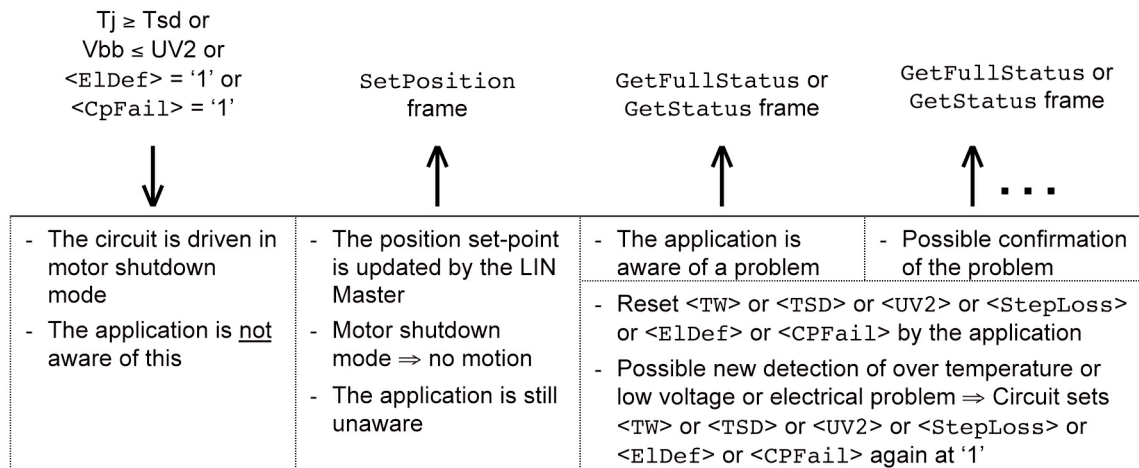 Tj ≥ Tsd or
Vbb ≤ UV2 or
<ElDef> = ‘1’ or
<CpFail> = ‘1’
SetPosition
frame
GetFullStatus or
GetStatus frame
GetFullStatus or
GetStatus frame
...
- The circuit is driven in
motor shutdown
mode
- The application is not
aware of this
- The position set-point
is updated by the LIN
Master
- Motor shutdown
mode ⇒ no motion
- The application is still
unaware
- The application is
aware of a problem
- Possible confirmation
of the problem
- Reset <TW> or <TSD> or <UV2> or <StepLoss>
or <ElDef> or <CPFail> by the application
- Possible new detection of over temperature or
low voltage or electrical problem ⇒ Circuit sets
<TW> or <TSD> or <UV2> or <StepLoss> or
<ElDef> or <CPFail> again at ‘1’